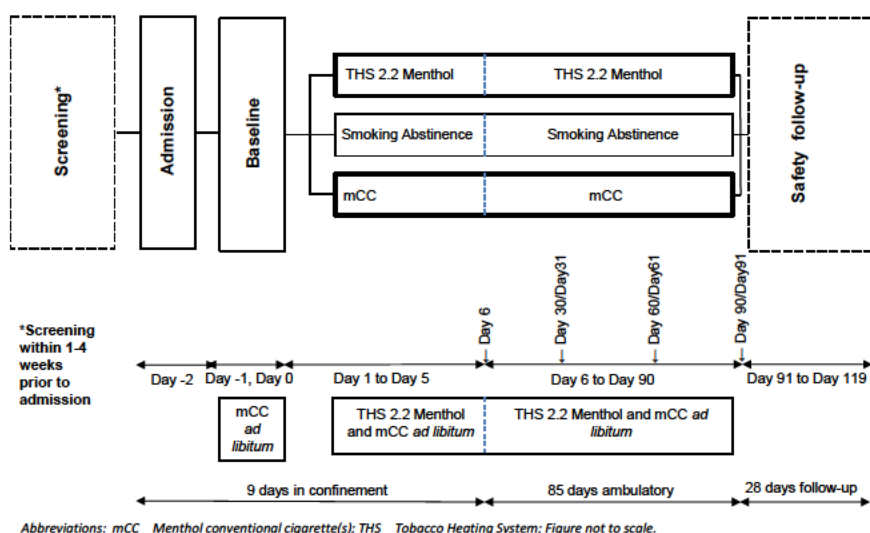 Screening*
Admission
Baseline
THS 2.2 Menthol
THS 2.2 Menthol
Smoking Abstinence
Smoking Abstinence
mCC
mCC
Safety follow-up
*Screening
within 1-4
weeks
prior to
admission
Day 6
Day 30/Day31
Day 60/Day61
Day 90/Day91
Day -2
Day -1, Day 0
Day 1 to Day 5
Day 6 to Day 90
Day 91 to Day 119
mCC
ad
libitum
THS 2.2 Menthol
and mCC ad libitum
THS 2.2 Menthol and mCC ad
libitum
9 days in confinement
85 days ambulatory
28 days follow-up
Abbreviations: mCC Menthol conventional cigarette(s); THS Tobacco Heating System; Figure not to scale.